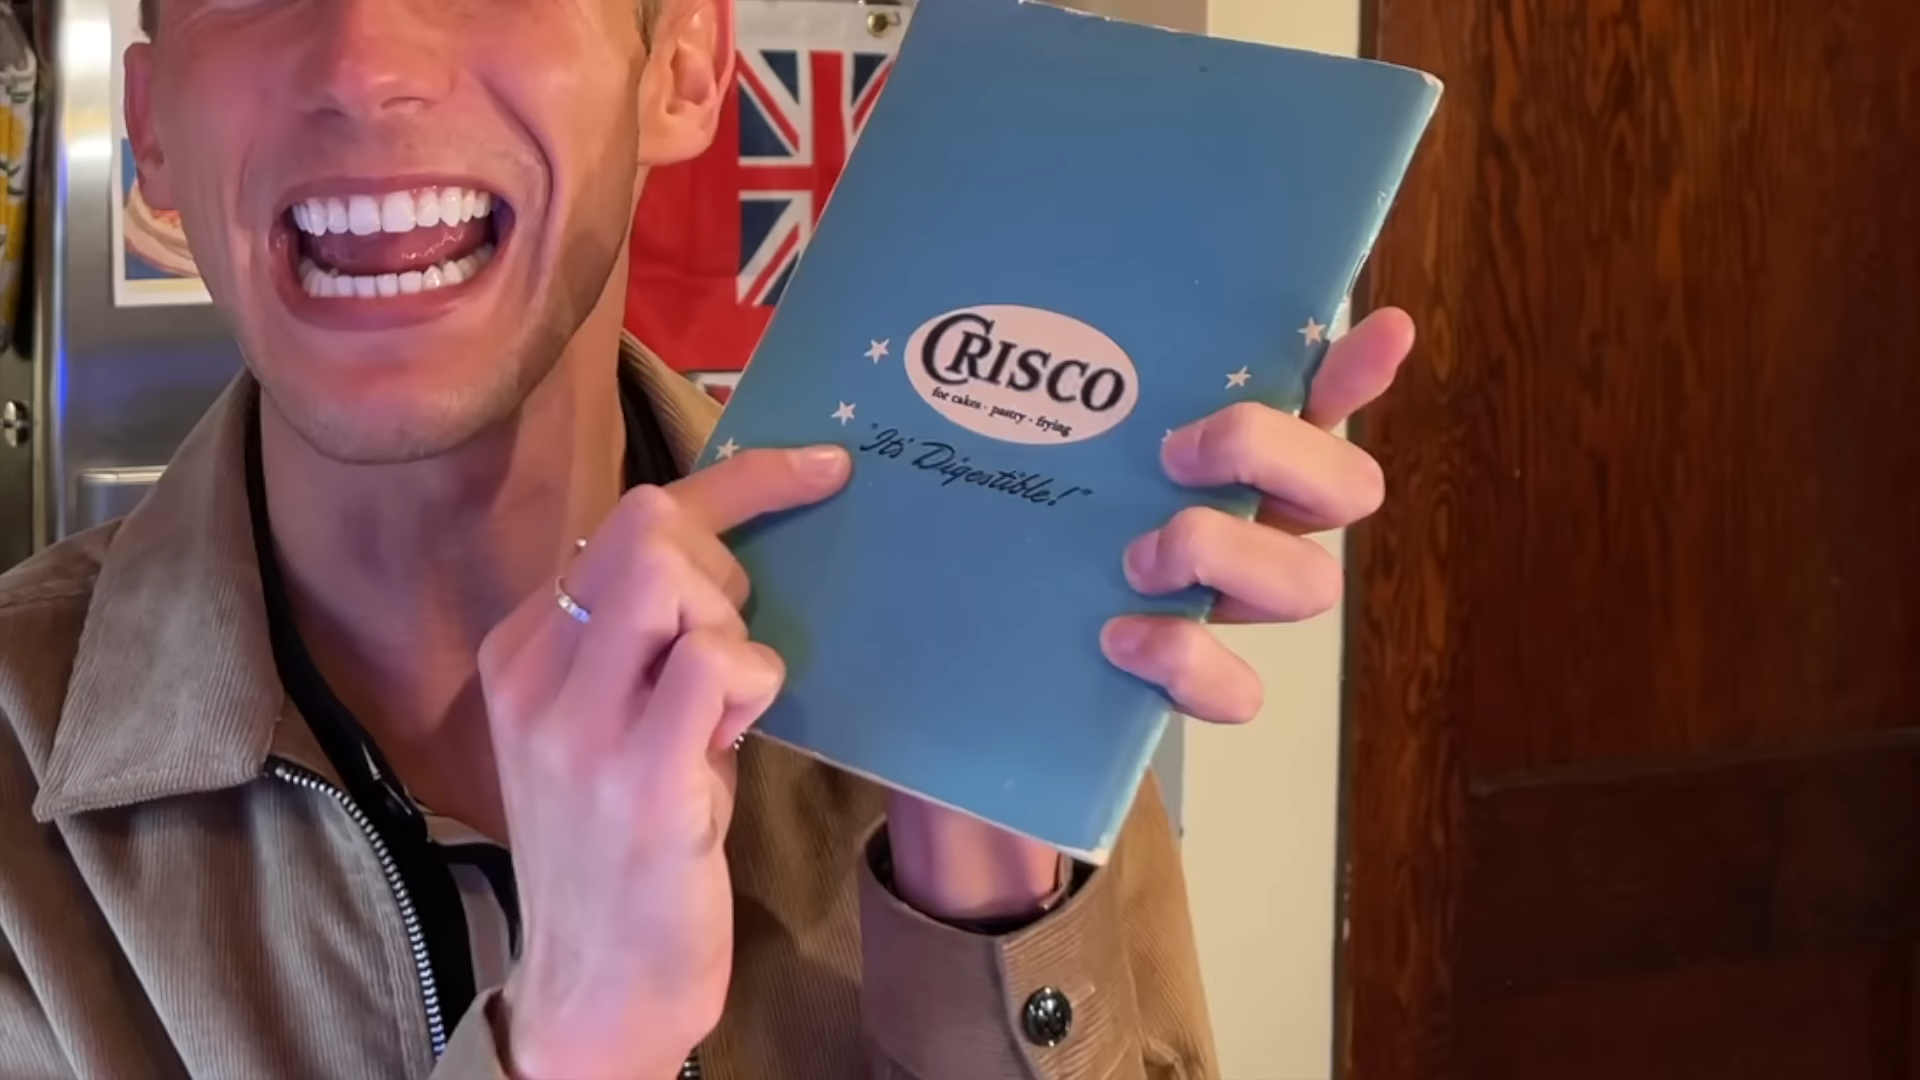 CRISCO
for cakes - pastry - frying
"It's Digestible!"